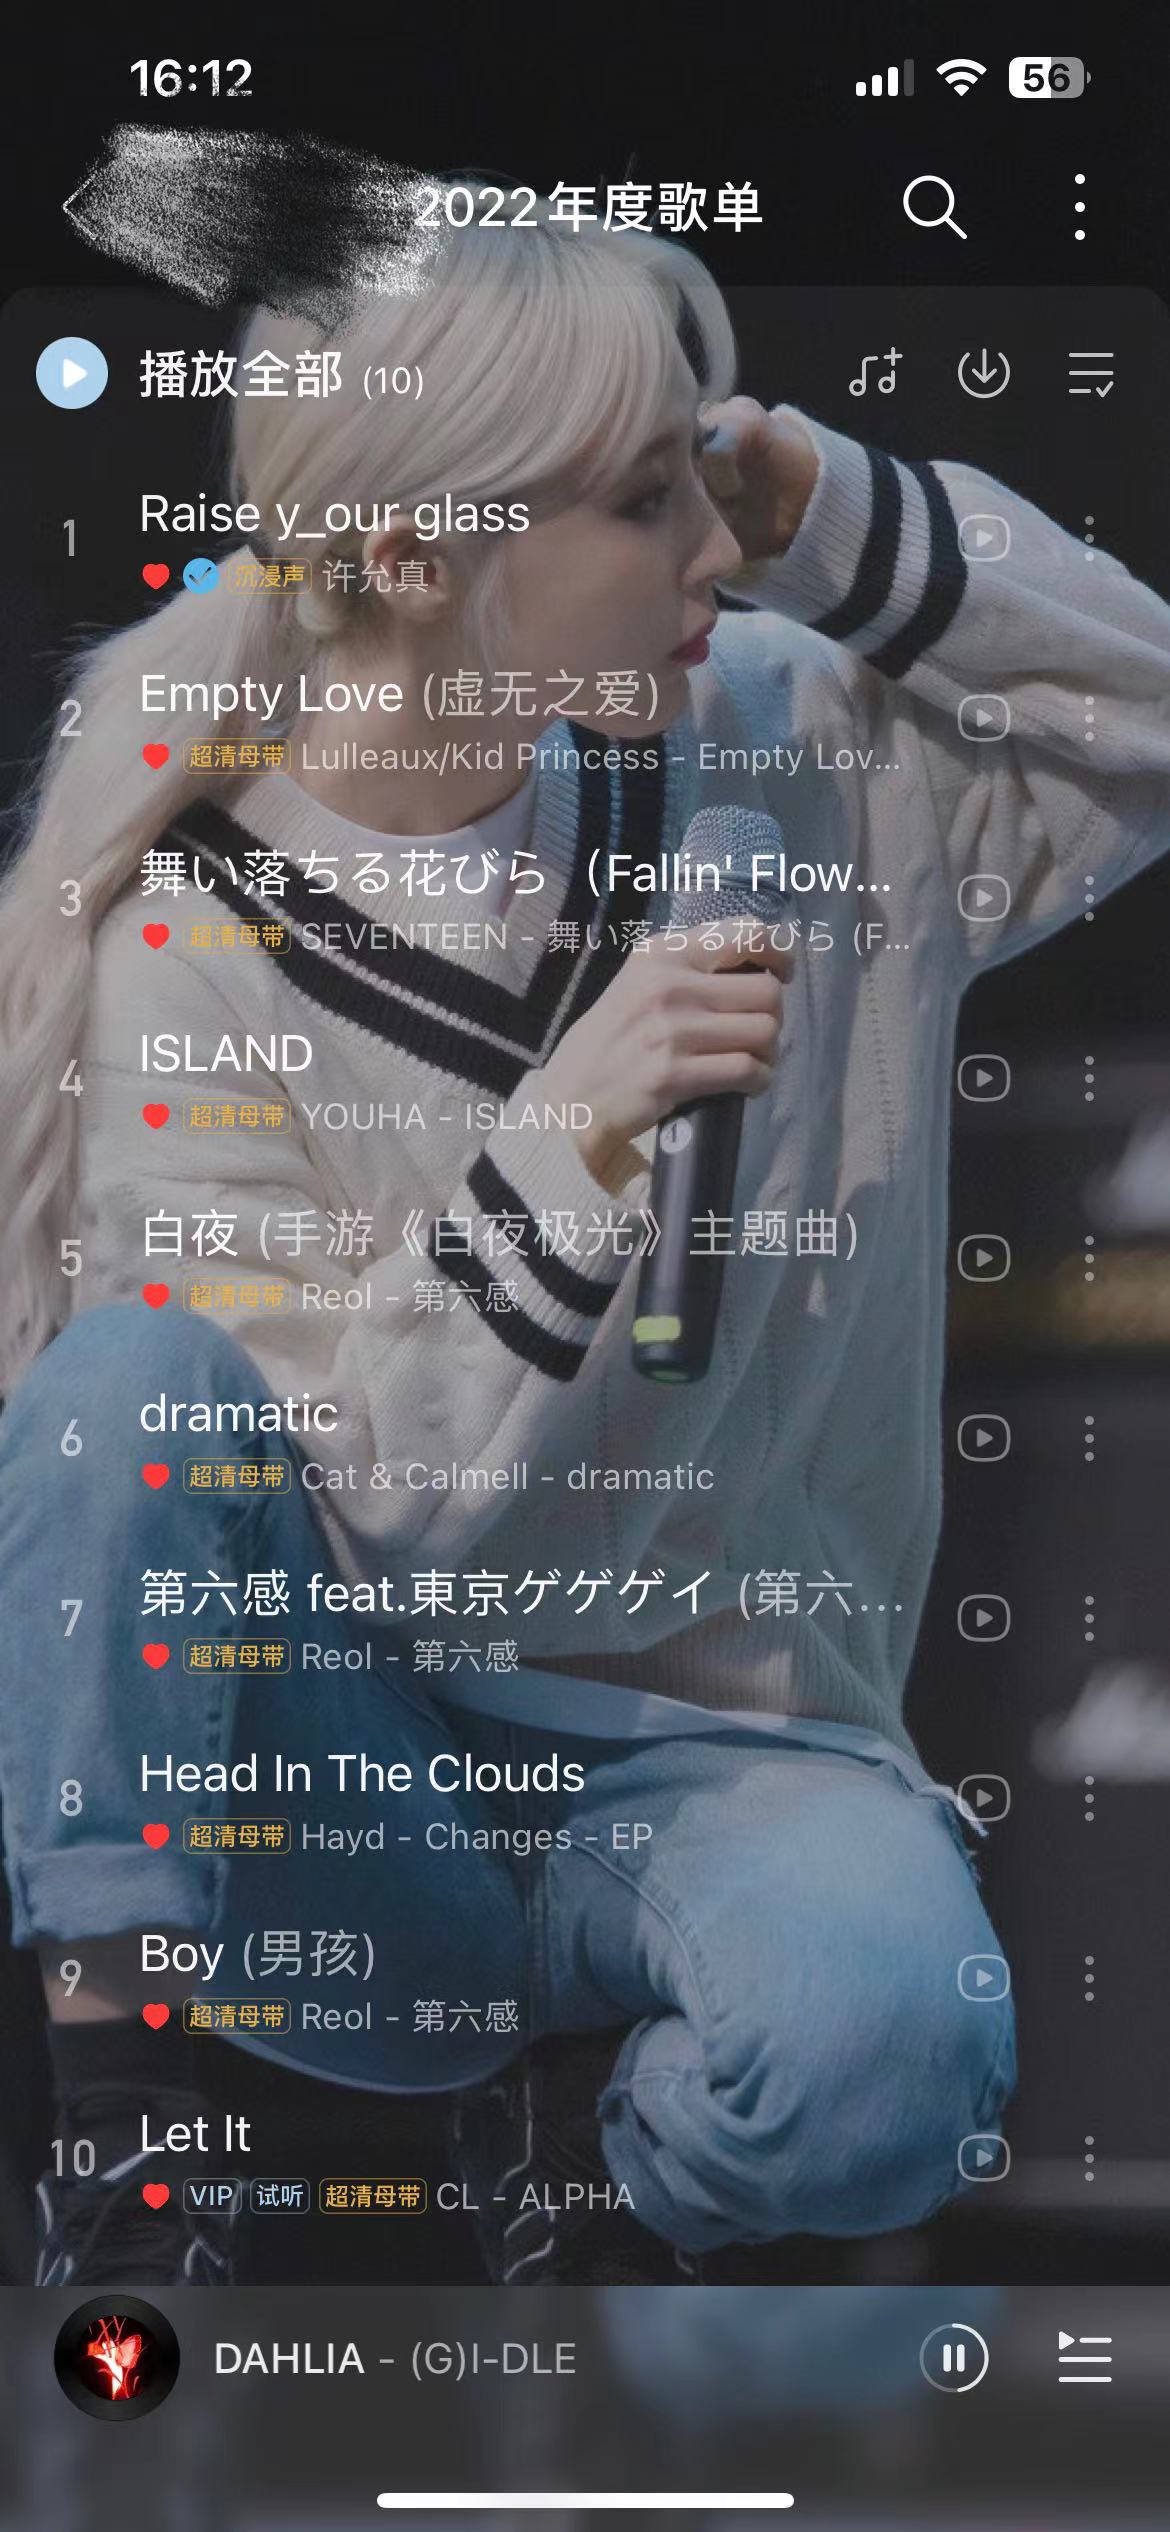 16:12
56
2022年度歌单
播放全部 (10)
1
Raise y_our glass
沉浸声 许允真
2
Empty Love (虚无之爱)
超清母带 Lulleaux/Kid Princess - Empty Lov...
3
舞い落ちる花びら （Fallin' Flow...
超清母带 SEVENTEEN - 舞い落ちる花びら (F...
4
ISLAND
超清母带 YOUHA - ISLAND
5
白夜 (手游《白夜极光》主题曲)
超清母带 Reol - 第六感
6
dramatic
超清母带 Cat & Calmell - dramatic
7
第六感 feat.東京ゲゲゲイ (第六...
超清母带 Reol - 第六感
8
Head In The Clouds
超清母带 Hayd - Changes - EP
9
Boy (男孩)
超清母带 Reol - 第六感
10
Let It
VIP 试听 超清母带 CL - ALPHA
DAHLIA - (G)I-DLE